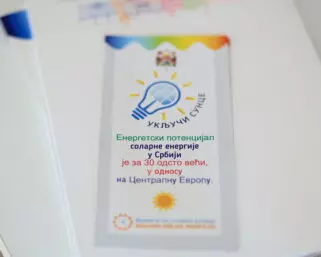 УКЉУЧИ СУНЦЕ
Енергетски потенцијал
соларне енергије
у Србији
је за 30 одсто већи,
у односу
на Централну Европу.